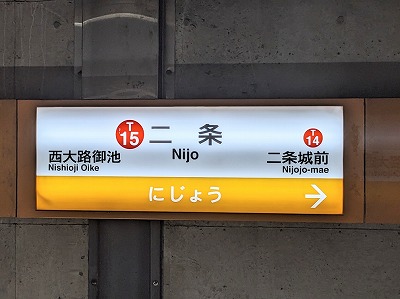 T
15
二条
Nijo
西大路御池
Nishioji Oike
T
14
二条城前
Nijojo-mae
にじょう
→